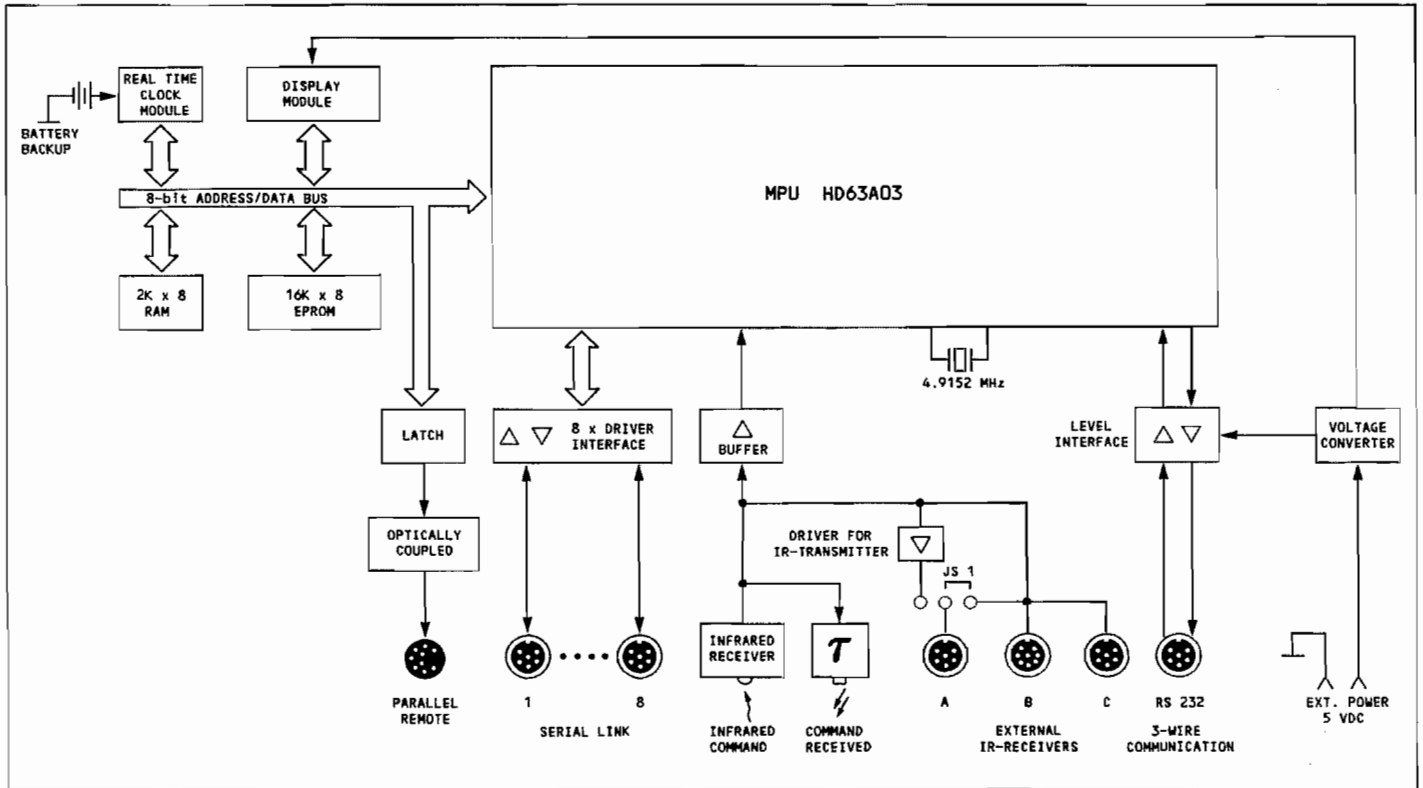 REAL TIME
CLOCK
MODULE
DISPLAY
MODULE
BATTERY
BACKUP
8-bit ADDRESS/DATA BUS
MPU HD63A03
2K x 8
RAM
16K x 8
EPROM
4.9152 MHz
LATCH
8 x DRIVER
INTERFACE
BUFFER
LEVEL
INTERFACE
VOLTAGE
CONVERTER
OPTICALLY
COUPLED
DRIVER FOR
IR-TRANSMITTER
JS 1
INFRARED
RECEIVER
τ
PARALLEL
REMOTE
1
8
SERIAL LINK
INFRARED
COMMAND
COMMAND
RECEIVED
A
B
C
EXTERNAL
IR-RECEIVERS
RS 232
3-WIRE
COMMUNICATION
EXT. POWER
5 VDC